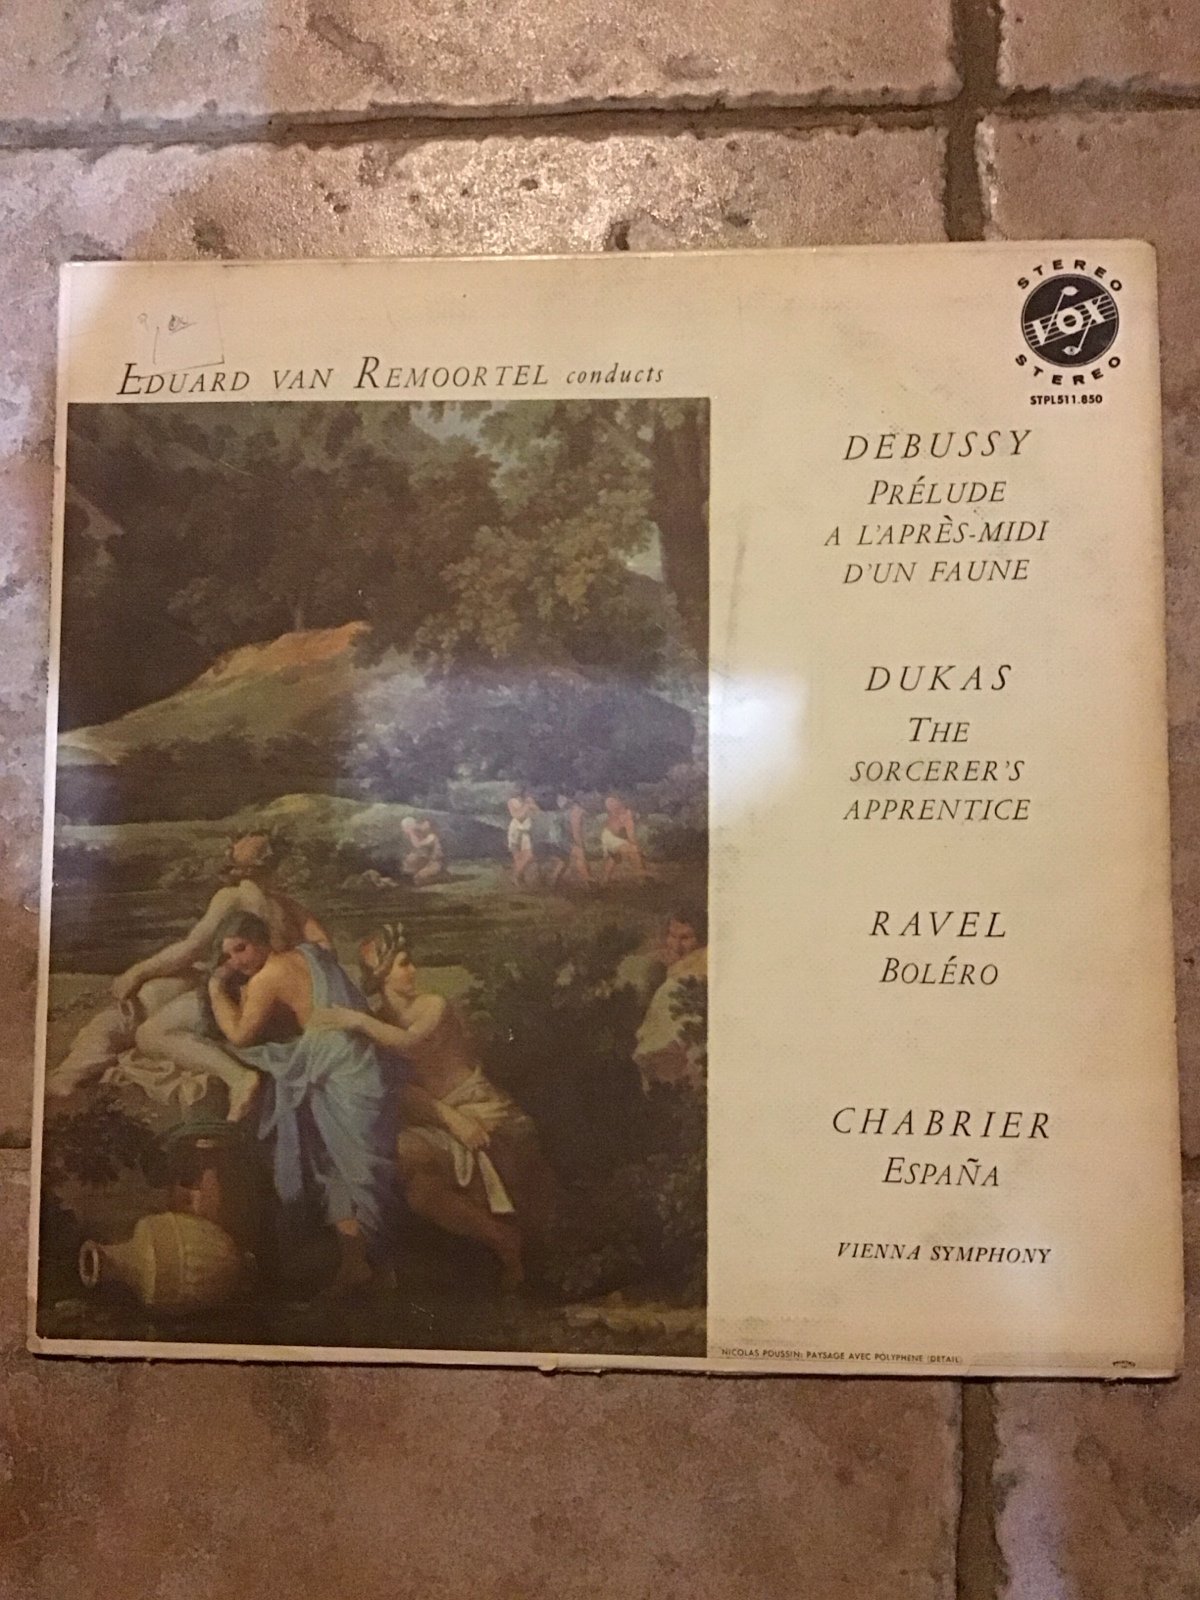 STEREO
VOX
STEREO
STPL511.850
EDUARD VAN REMOORTEL conducts
DEBUSSY
PRÉLUDE
A L'APRÈS-MIDI
D'UN FAUNE
DUKAS
THE
SORCERER'S
APPRENTICE
RAVEL
BOLÉRO
CHABRIER
ESPAÑA
VIENNA SYMPHONY
NICOLAS POUSSIN: PAYSAGE AVEC POLYPHENE (DETAIL)